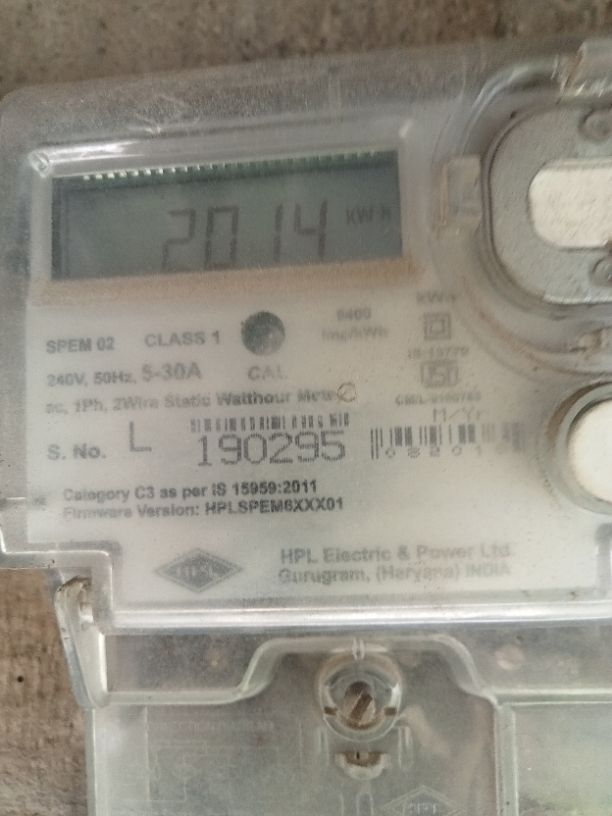 2014 kWh
SPEM 02 CLASS 1
6400
imp/kWh
240V, 50Hz, 5-30A CAL
ac, 1Ph, 2Wire Static Watthour Meter
M/Yr
S. No. L 190295
Category C3 as per IS 15959:2011
Firmware Version: HPLSPEM6XXX01
HPL
HPL Electric & Power Ltd.
Gurugram, (Haryana) INDIA